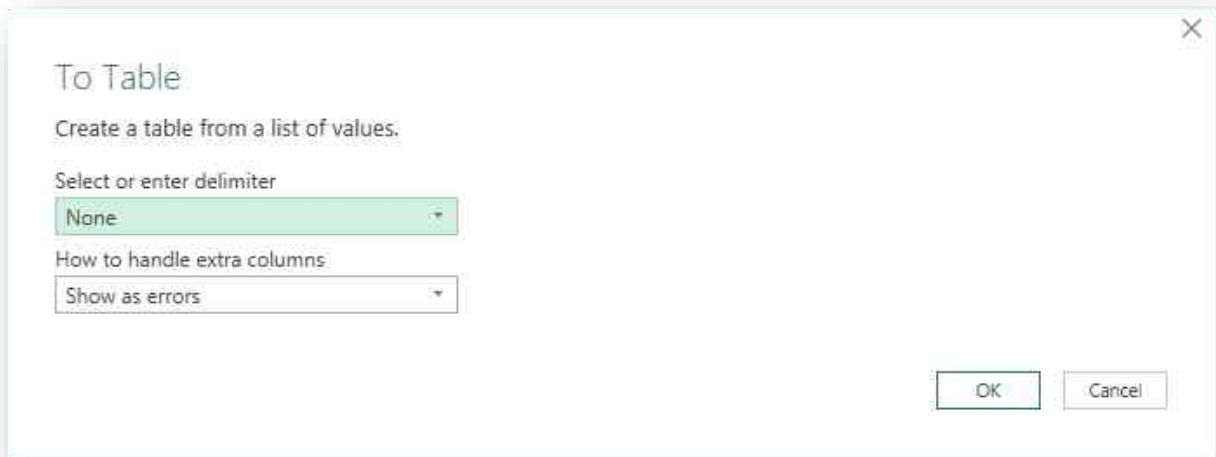 To Table
Create a table from a list of values.
Select or enter delimiter
None
How to handle extra columns
Show as errors
OK
Cancel